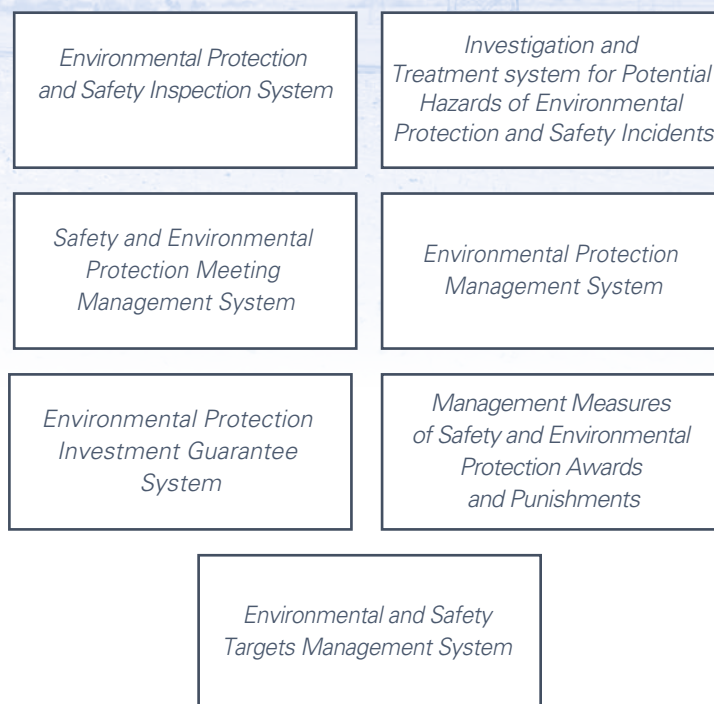 Environmental Protection
and Safety Inspection System
Investigation and
Treatment system for Potential
Hazards of Environmental
Protection and Safety Incidents
Safety and Environmental
Protection Meeting
Management System
Environmental Protection
Management System
Environmental Protection
Investment Guarantee
System
Management Measures
of Safety and Environmental
Protection Awards
and Punishments
Environmental and Safety
Targets Management System